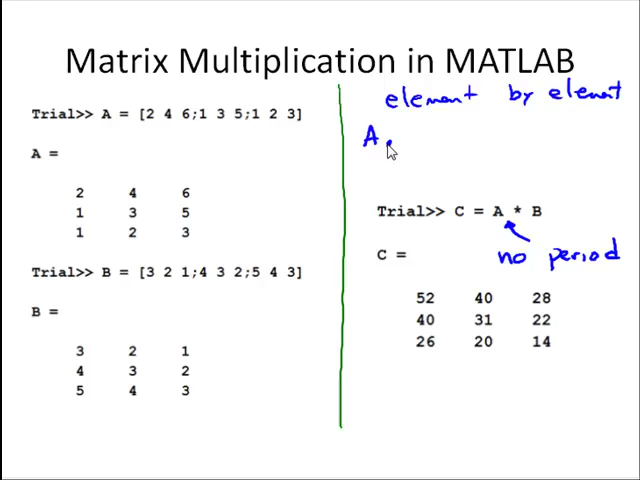 Matrix Multiplication in MATLAB
Trial>> A = [2 4 6;1 3 5;1 2 3]
A =
2 4 6
1 3 5
1 2 3
Trial>> B = [3 2 1;4 3 2;5 4 3]
B =
3 2 1
4 3 2
5 4 3
element by element
A .
Trial>> C = A * B
no period
C =
52 40 28
40 31 22
26 20 14